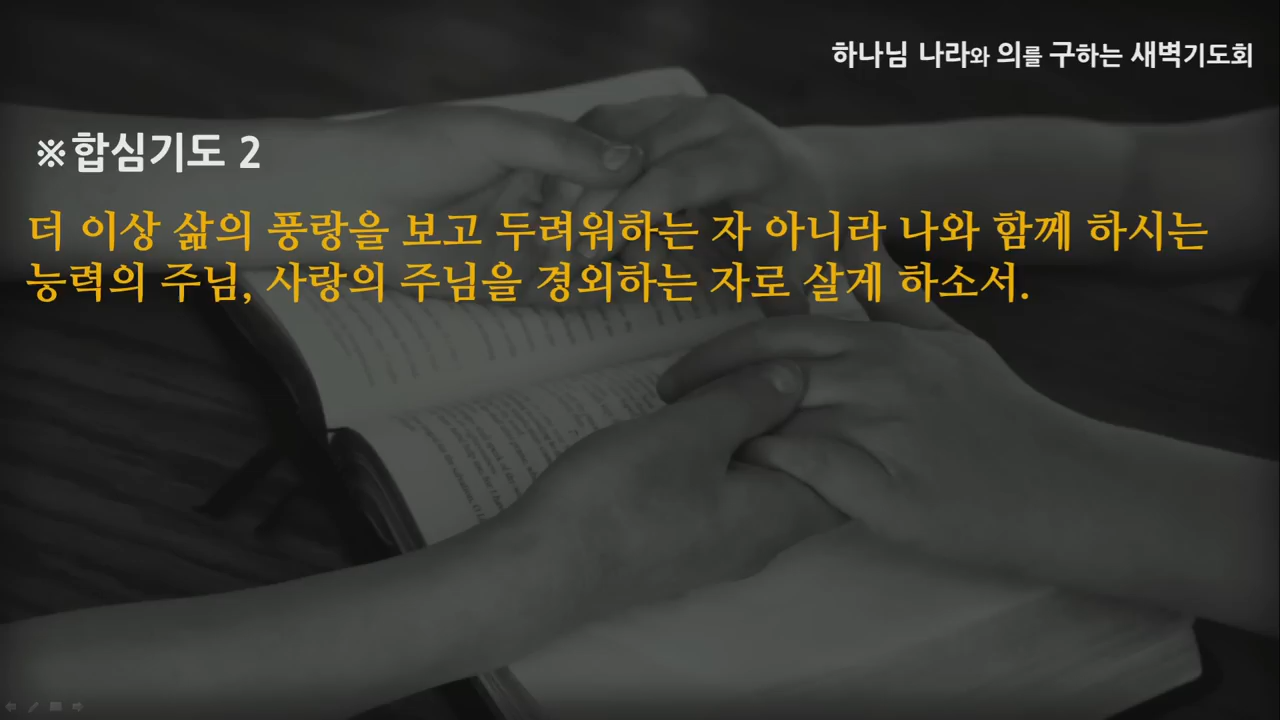 하나님 나라와 의를 구하는 새벽기도회
※합심기도 2
더 이상 삶의 풍랑을 보고 두려워하는 자 아니라 나와 함께 하시는
능력의 주님, 사랑의 주님을 경외하는 자로 살게 하소서.